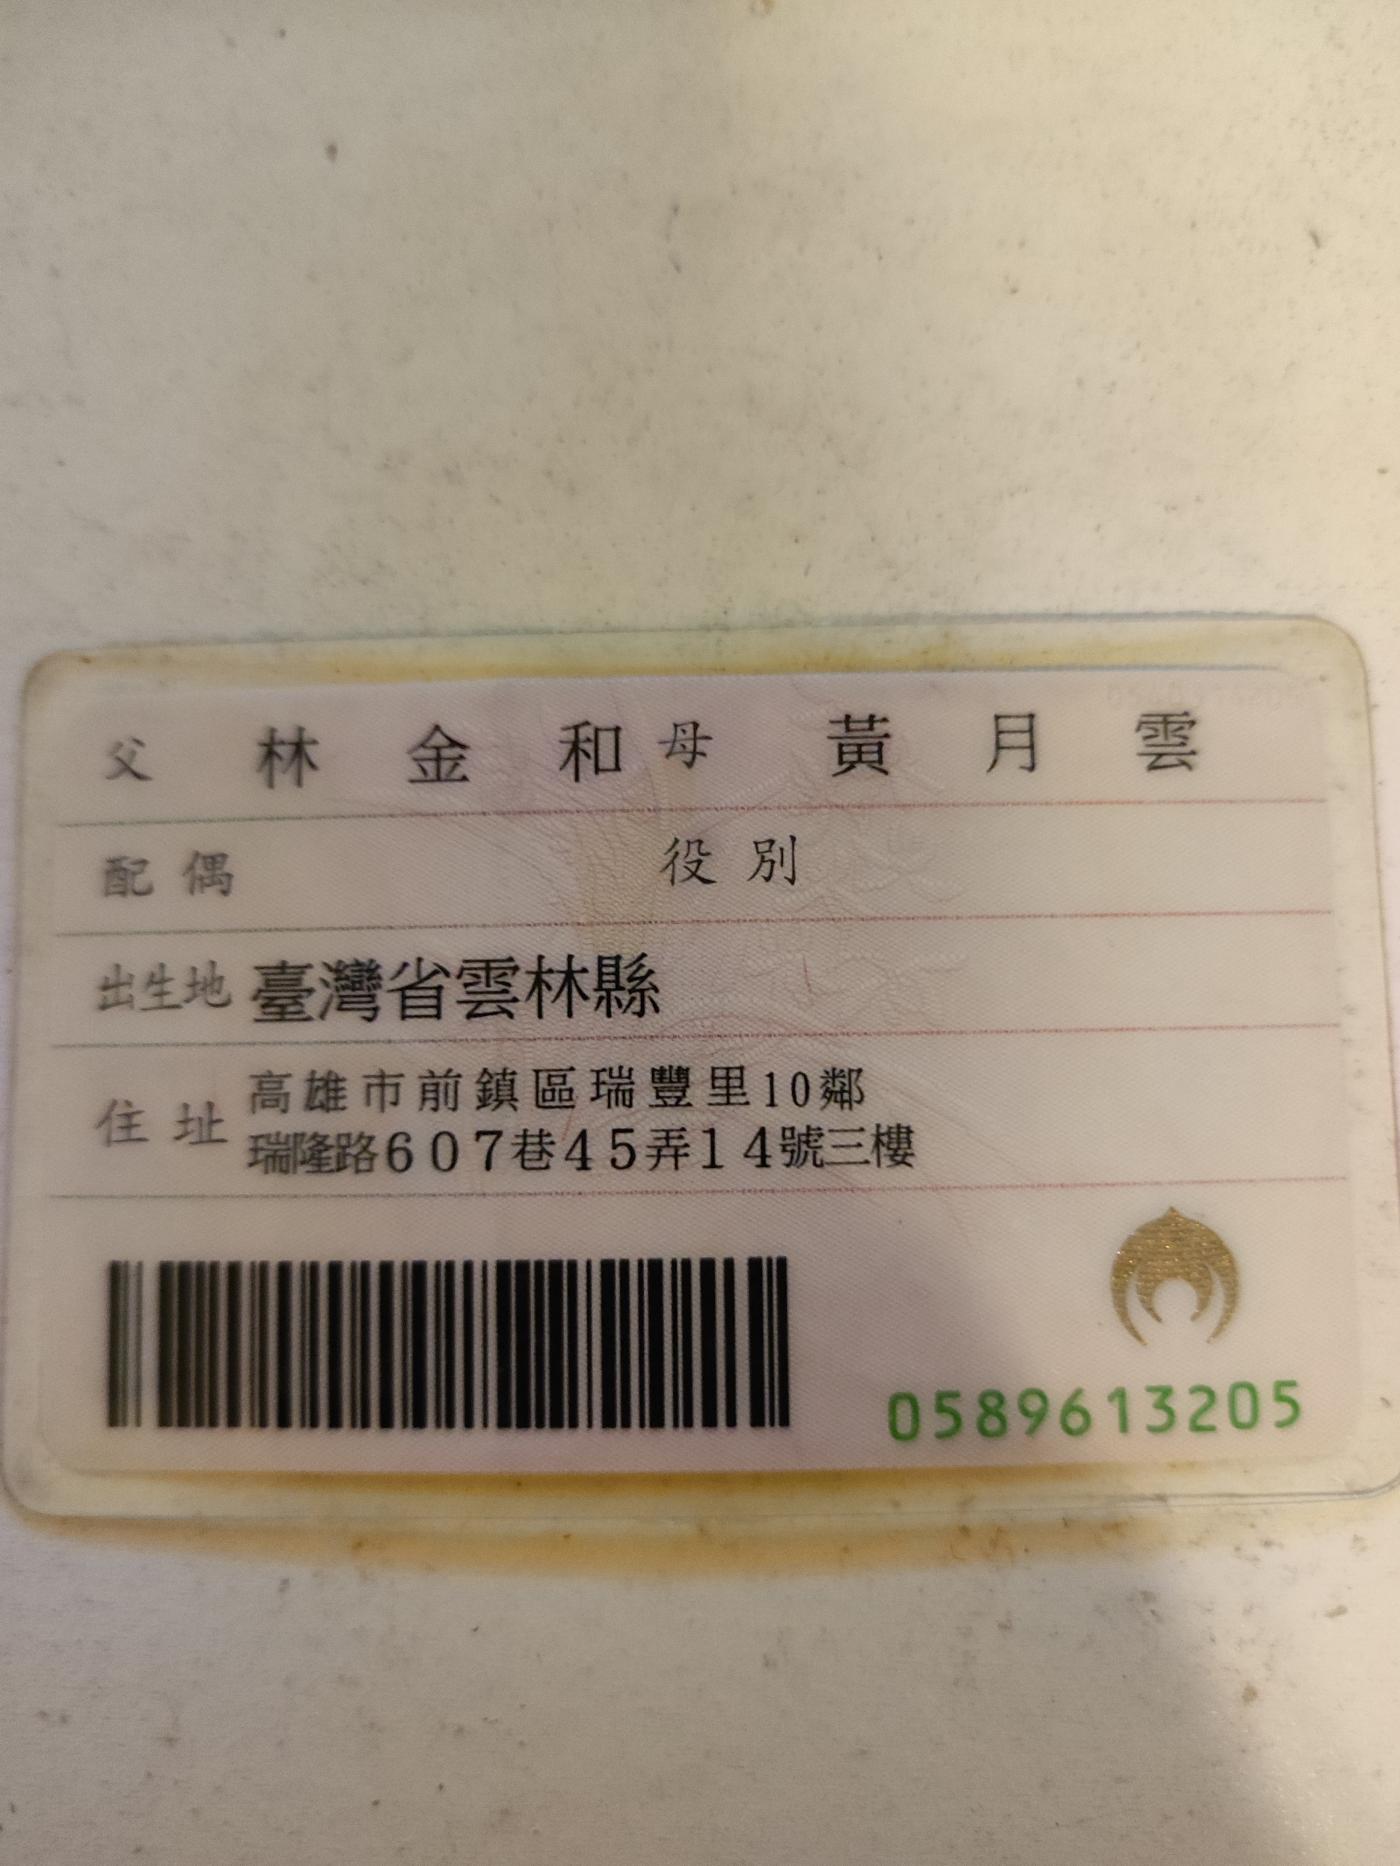 父 林金和 母 黃月雲
配偶 役別
出生地 臺灣省雲林縣
住址 高雄市前鎮區瑞豐里10鄰
瑞隆路607巷45弄14號三樓
0589613205